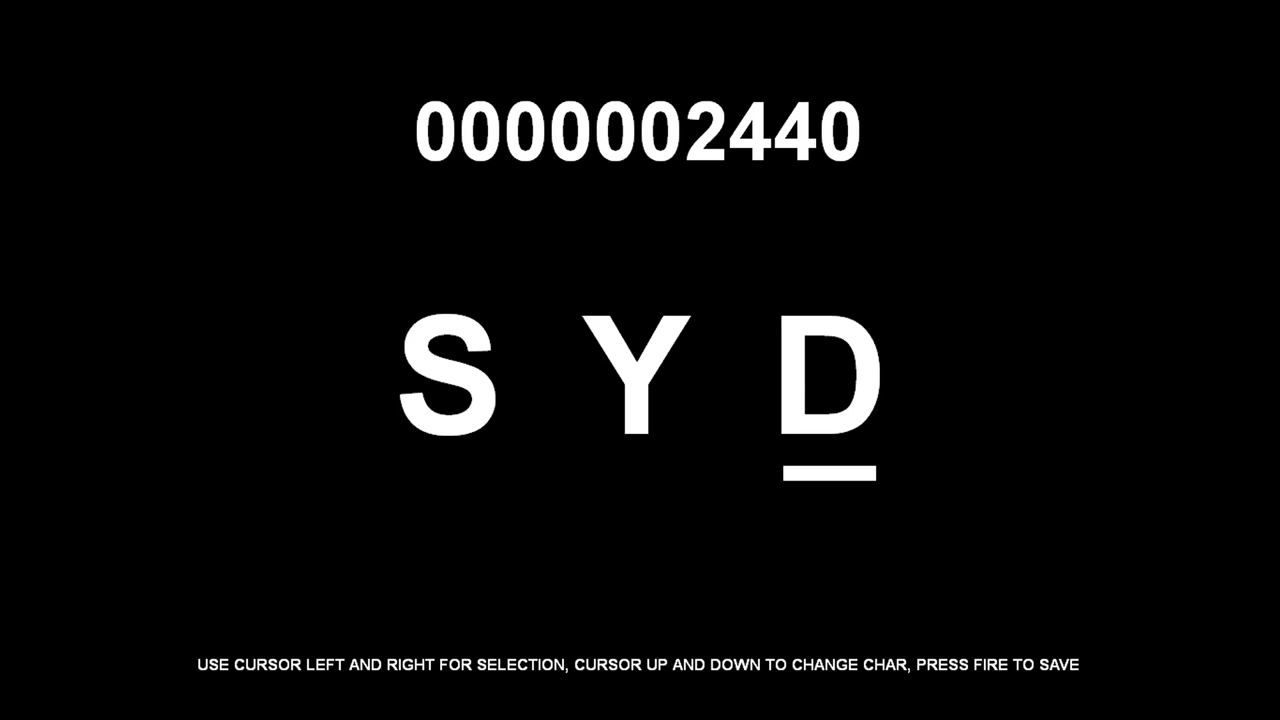 0000002440
S Y D
USE CURSOR LEFT AND RIGHT FOR SELECTION, CURSOR UP AND DOWN TO CHANGE CHAR, PRESS FIRE TO SAVE